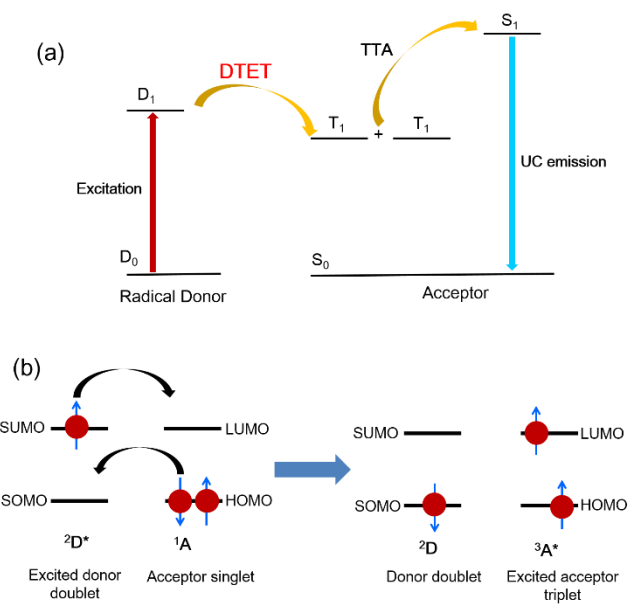 (a)
S₁
TTA
DTET
D₁
T₁
+
T₁
Excitation
UC emission
D₀
S₀
Radical Donor
Acceptor
(b)
SUMO
LUMO
SUMO
LUMO
SOMO
HOMO
SOMO
HOMO
²D*
¹A
²D
³A*
Excited donor
doublet
Acceptor singlet
Donor doublet
Excited acceptor
triplet